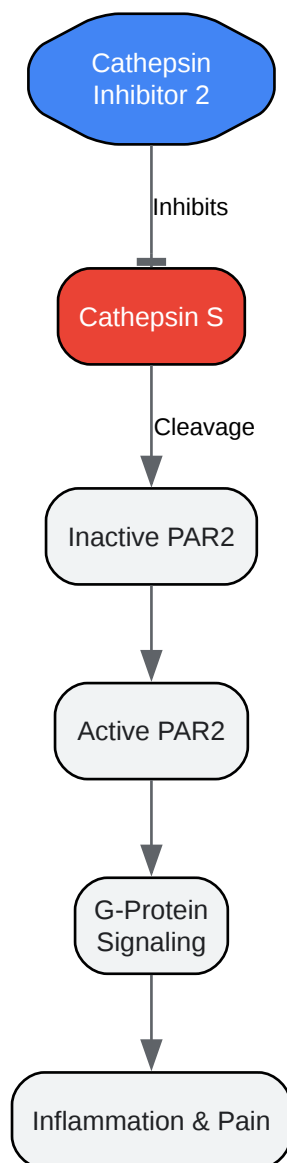 Cathepsin
Inhibitor 2
Inhibits
Cathepsin S
Cleavage
Inactive PAR2
Active PAR2
G-Protein
Signaling
Inflammation & Pain